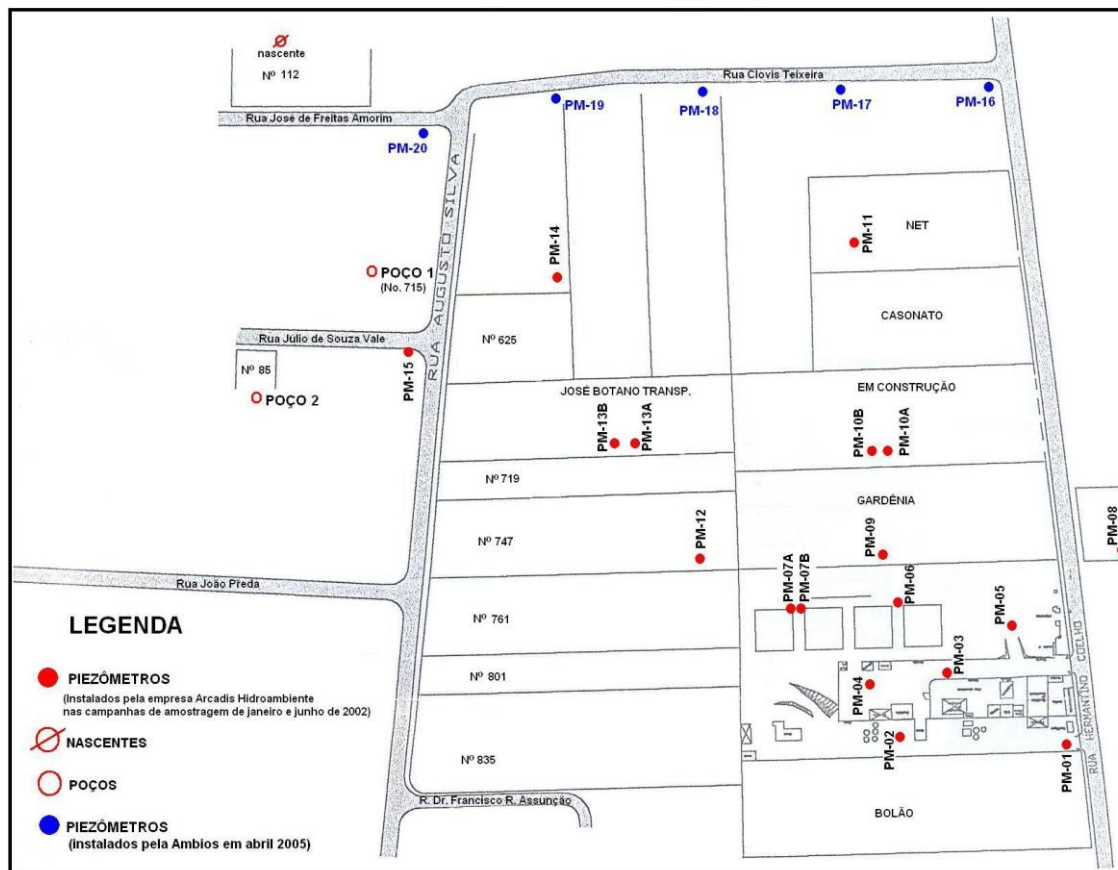 nascente
Nº 112
Rua Clovis Teixeira
Rua José de Freitas Amorim
PM-20
PM-19
PM-18
PM-17
PM-16
RUA AUGUSTO SILVA
PM-14
PM-11
NET
POÇO 1
(No. 715)
CASONATO
Rua Júlio de Souza Vale
Nº 625
Nº 85
POÇO 2
PM-15
JOSÉ BOTANO TRANSP.
EM CONSTRUÇÃO
PM-13B
PM-13A
PM-10B
PM-10A
Nº 719
GARDÊNIA
Nº 747
PM-12
PM-09
PM-08
Rua João Preda
PM-07A
PM-07B
PM-06
PM-05
Nº 761
PM-03
PM-04
Nº 801
PM-02
PM-01
RUA HERMANTINO COELHO
Nº 835
R. Dr. Francisco R. Assunção
BOLÃO
LEGENDA
PIEZÔMETROS
(Instalados pela empresa Arcadis Hidroambiente
nas campanhas de amostragem de janeiro e junho de 2002)
NASCENTES
POÇOS
PIEZÔMETROS
(instalados pela Ambios em abril 2005)